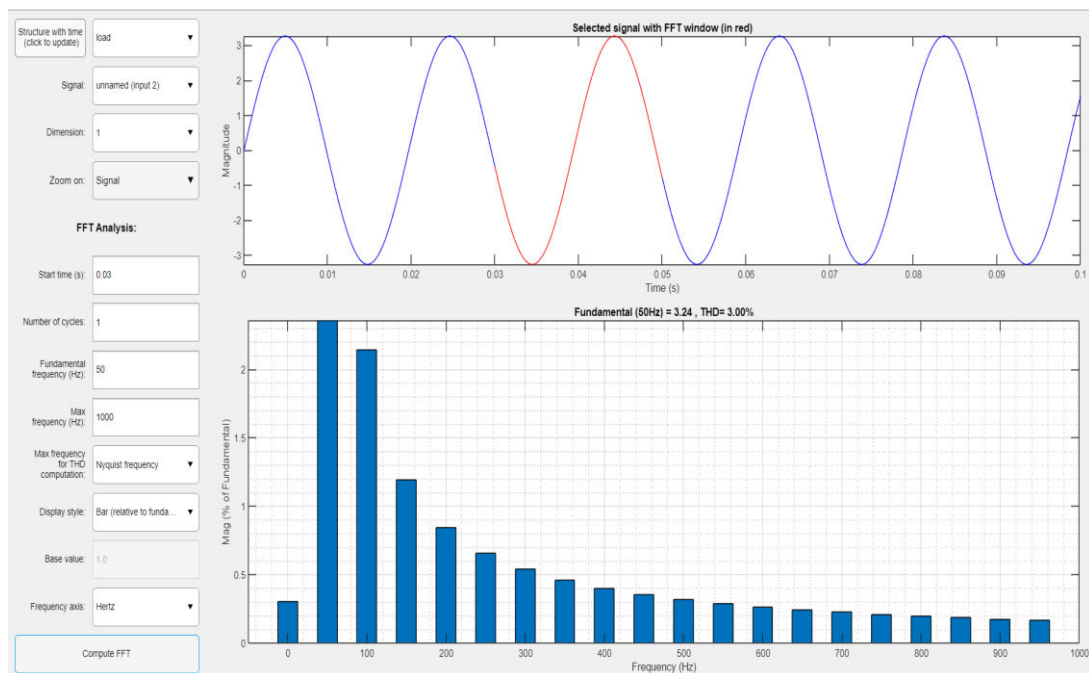 Structure with time
(click to update)
load
Signal:
unnamed (input 2)
Dimension:
1
Zoom on:
Signal
FFT Analysis:
Start time (s):
0.03
Number of cycles:
1
Fundamental
frequency (Hz):
50
Max
frequency (Hz):
1000
Max frequency
for THD
computation:
Nyquist frequency
Display style:
Bar (relative to funda...
Base value:
1.0
Frequency axis:
Hertz
Compute FFT
Selected signal with FFT window (in red)
Magnitude
3
2
1
0
-1
-2
-3
0 0.01 0.02 0.03 0.04 0.05 0.06 0.07 0.08 0.09 0.1
Time (s)
Fundamental (50Hz) = 3.24 , THD= 3.00%
Mag (% of Fundamental)
2
1.5
1
0.5
0
0 100 200 300 400 500 600 700 800 900 1000
Frequency (Hz)